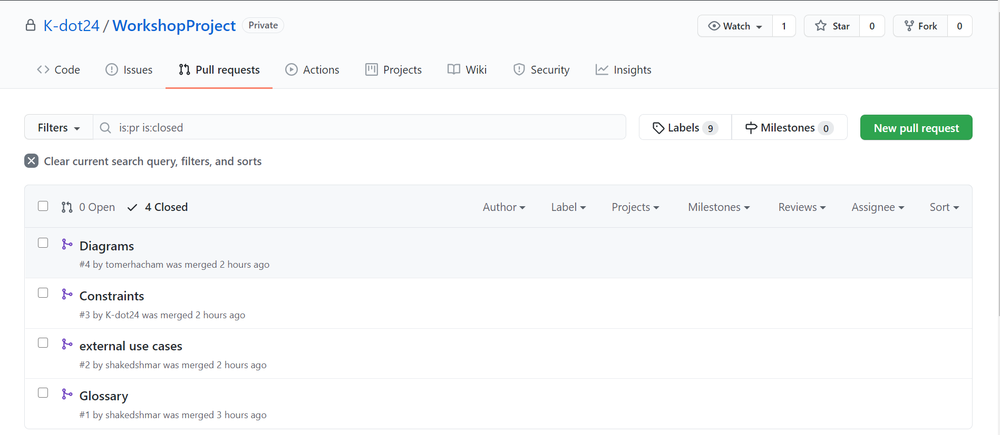 K-dot24 / WorkshopProject Private
Watch 1 Star 0 Fork 0
Code Issues Pull requests Actions Projects Wiki Security Insights
Filters is:pr is:closed Labels 9 Milestones 0 New pull request
Clear current search query, filters, and sorts
0 Open 4 Closed Author Label Projects Milestones Reviews Assignee Sort
Diagrams
#4 by tomerhacham was merged 2 hours ago
Constraints
#3 by K-dot24 was merged 2 hours ago
external use cases
#2 by shakedshmar was merged 2 hours ago
Glossary
#1 by shakedshmar was merged 3 hours ago